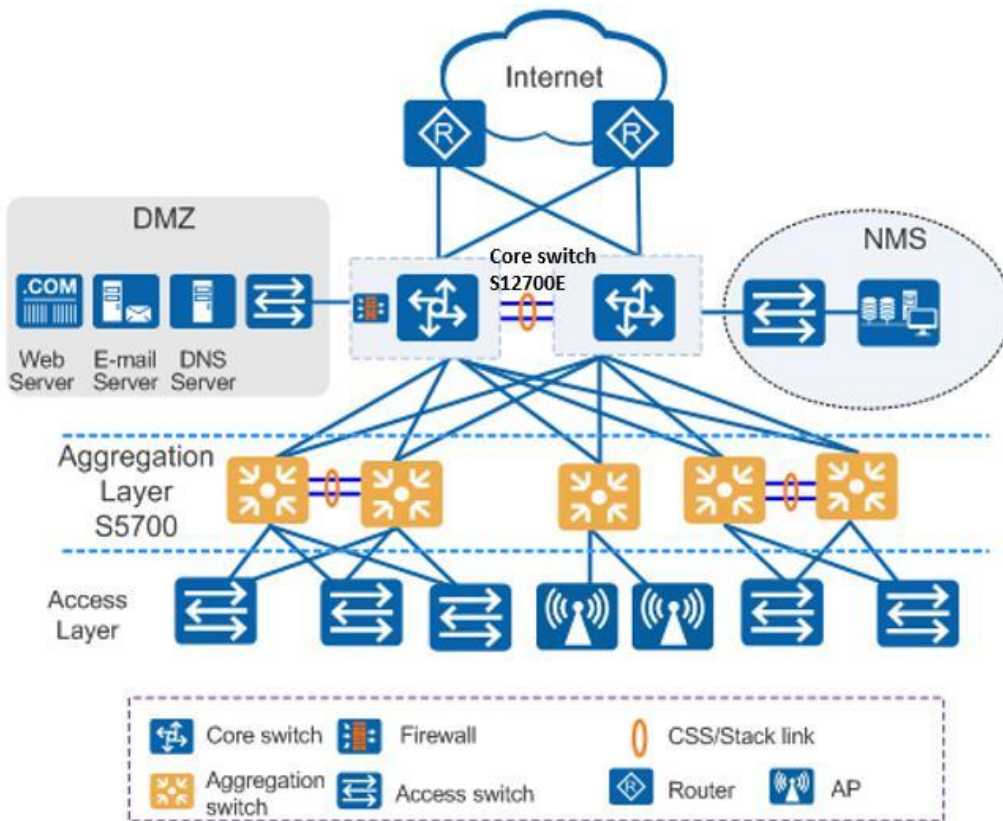 Internet
R
R
DMZ
.COM
Web
Server
E-mail
Server
DNS
Server
Core switch
S12700E
NMS
Aggregation
Layer
S5700
Access
Layer
Core switch
Firewall
CSS/Stack link
Aggregation
switch
Access switch
R
Router
AP